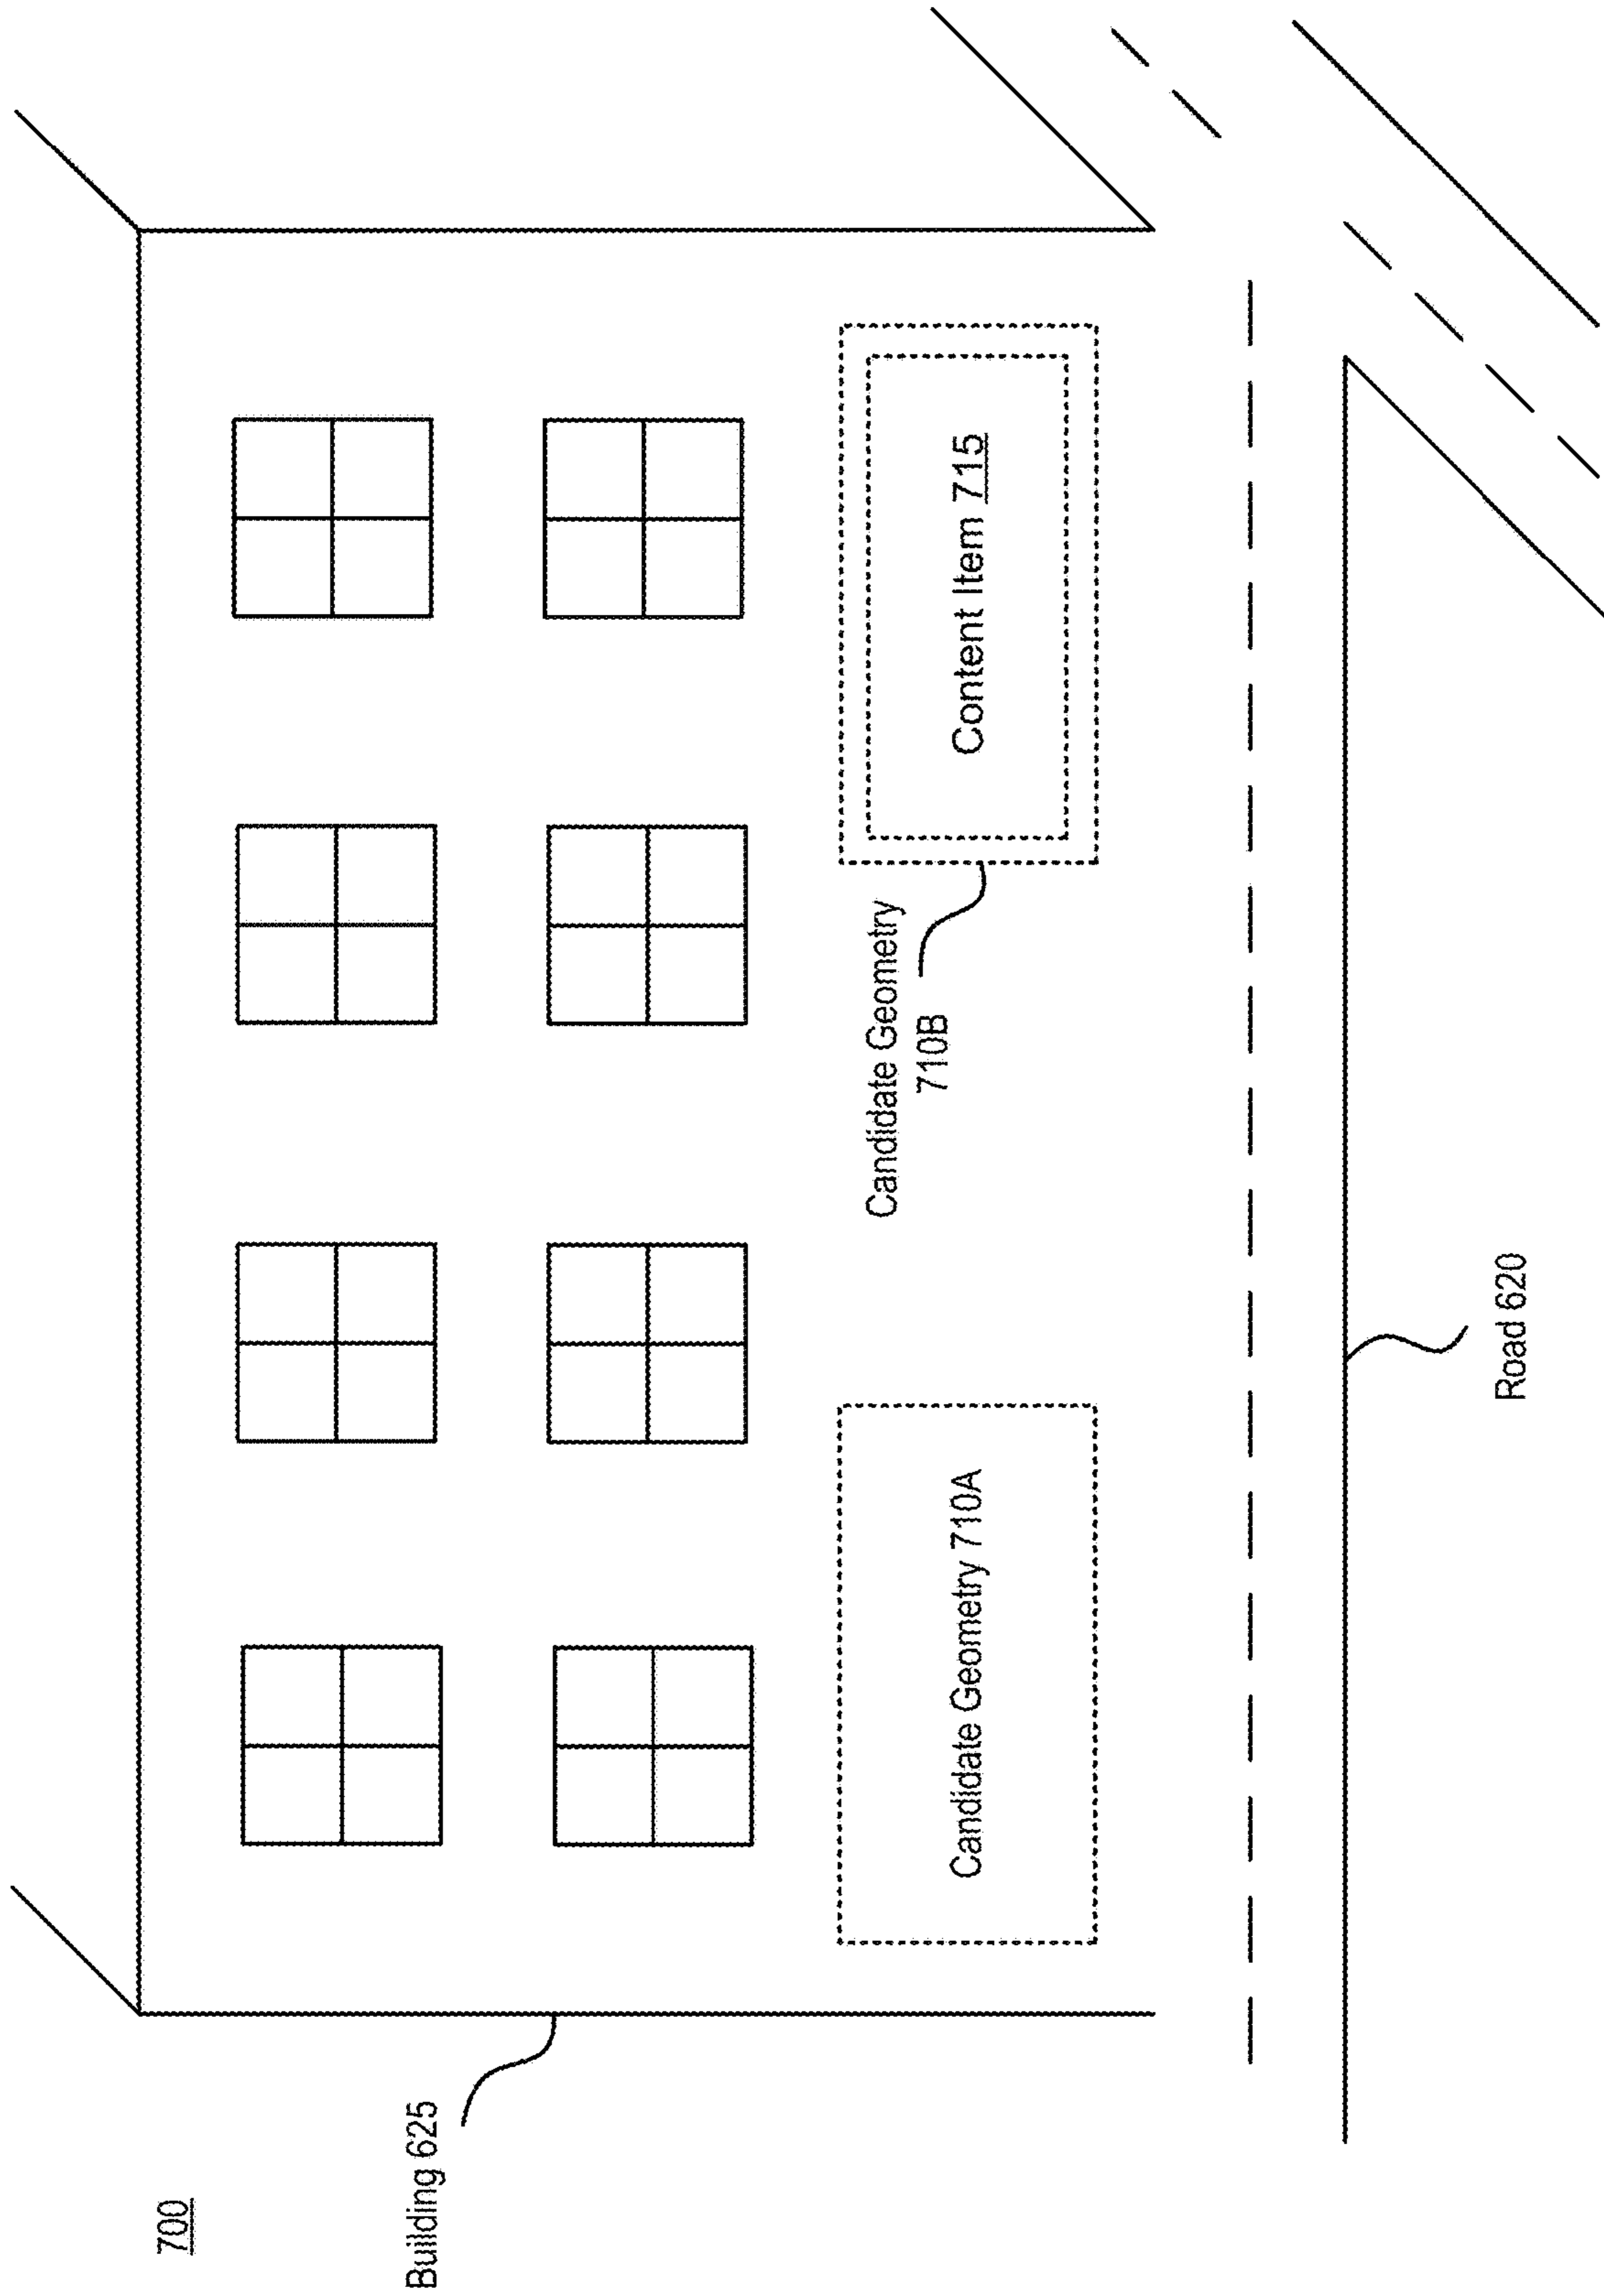 700
Building 625
Candidate Geometry 710A
Candidate Geometry
710B
Content Item 715
Road 620